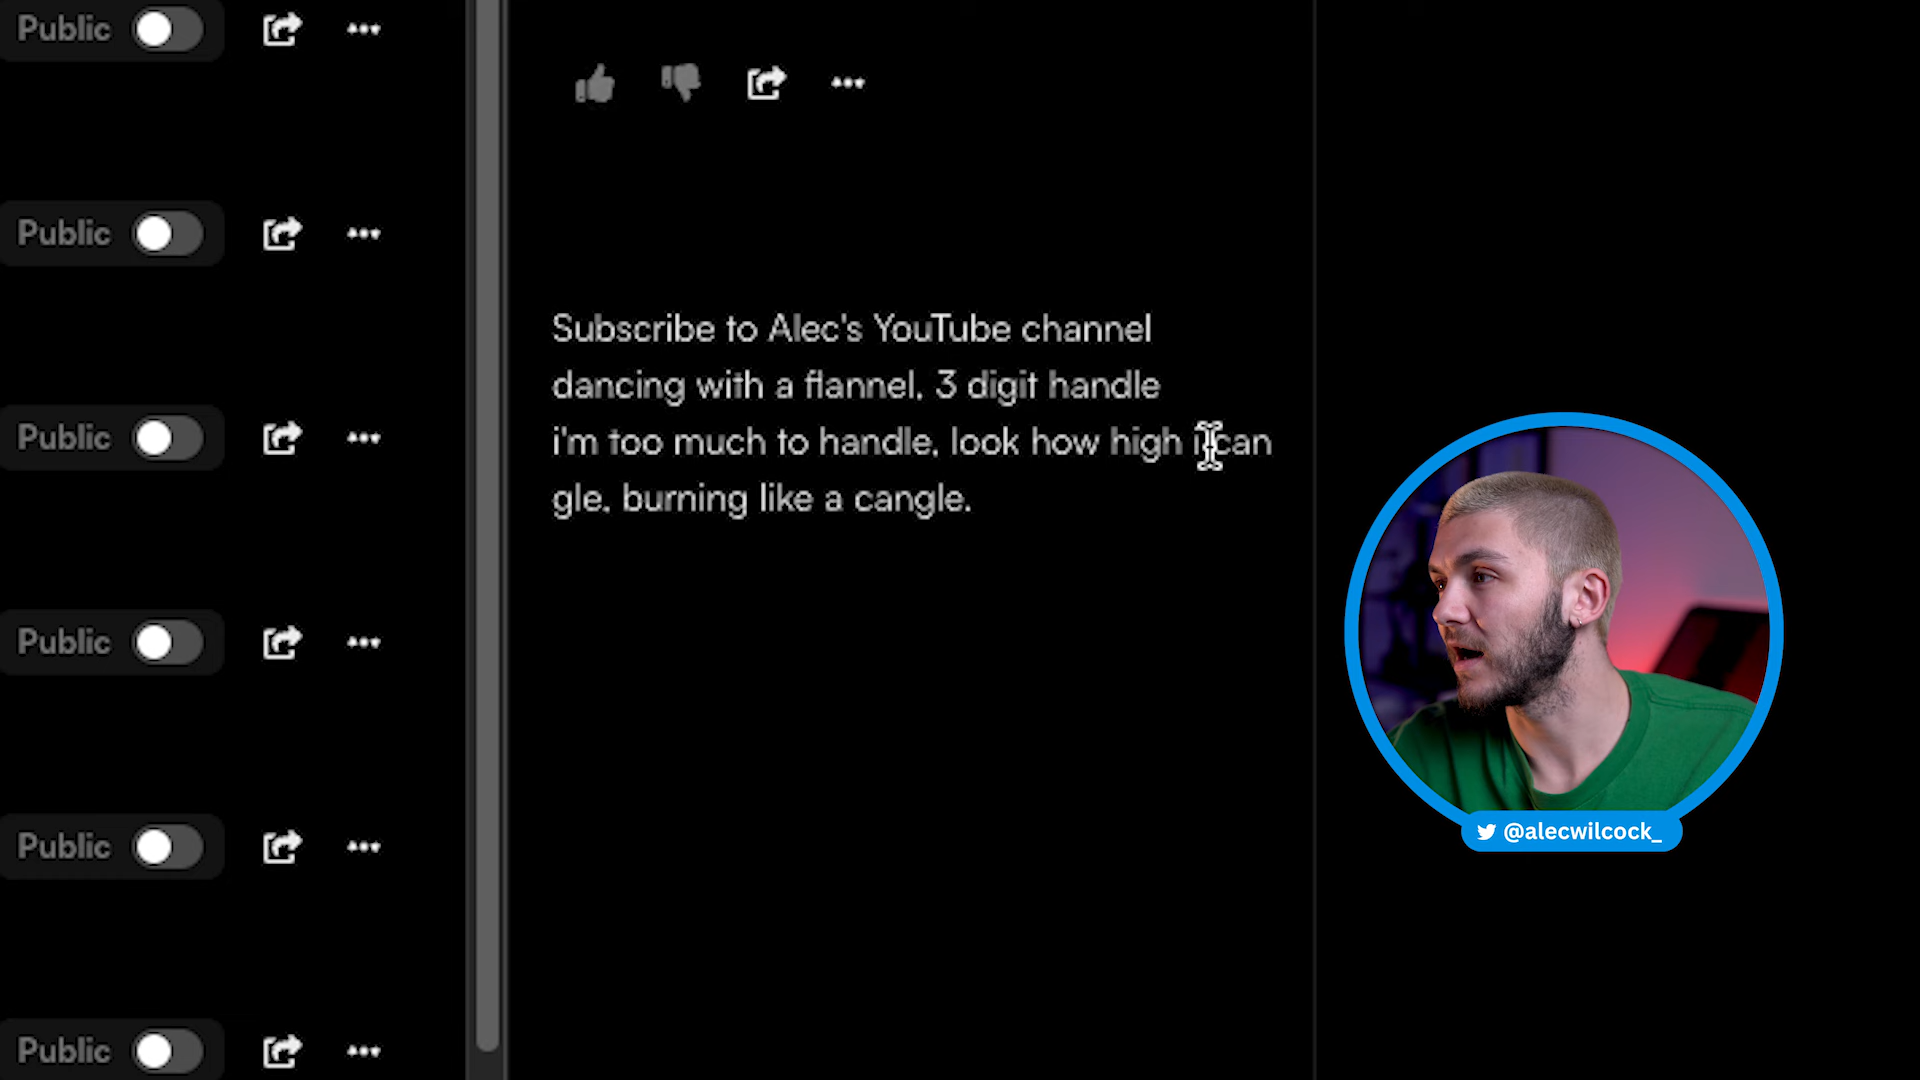 Public
Public
Public
Public
Public
Public
Subscribe to Alec's YouTube channel
dancing with a flannel, 3 digit handle
i'm too much to handle, look how high i can
gle, burning like a cangle.
@alecwilcock_